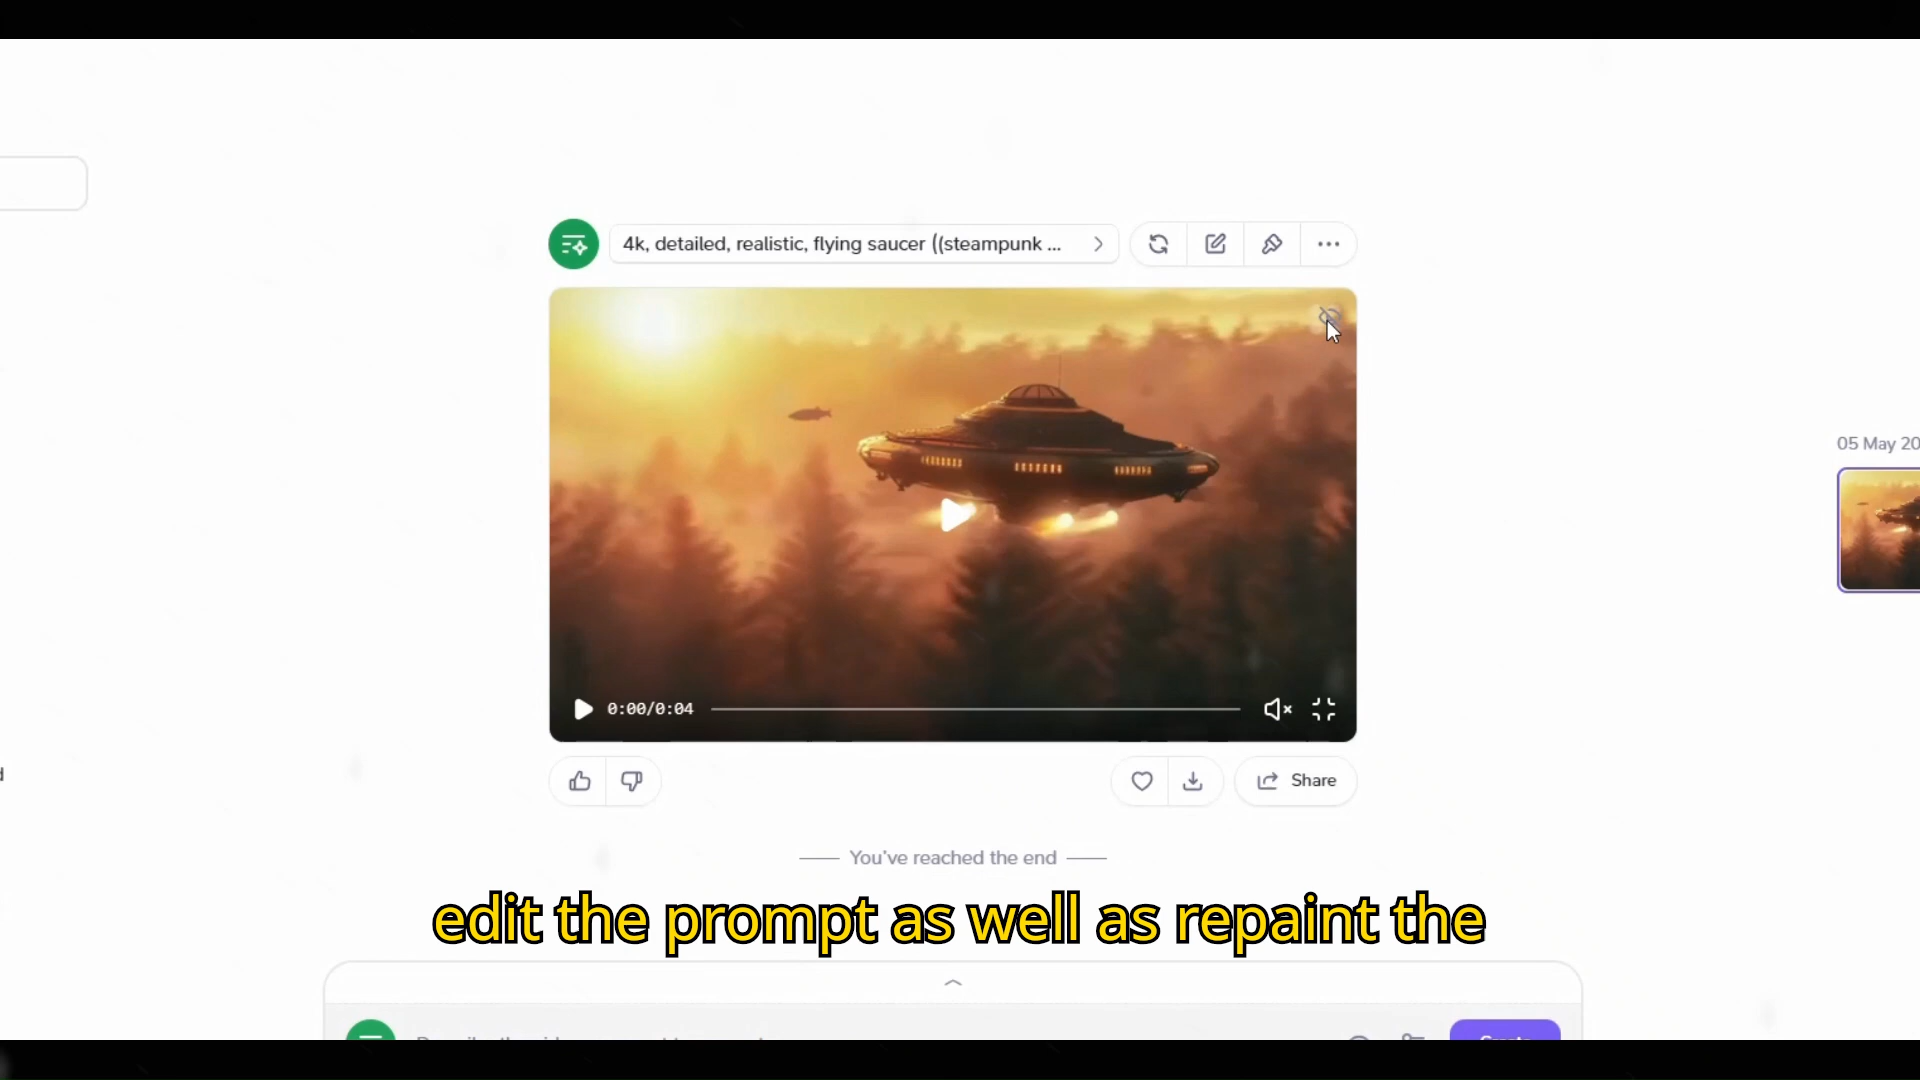 4k, detailed, realistic, flying saucer ((steampunk ...
05 May 20
0:00/0:04
Share
You've reached the end
edit the prompt as well as repaint the